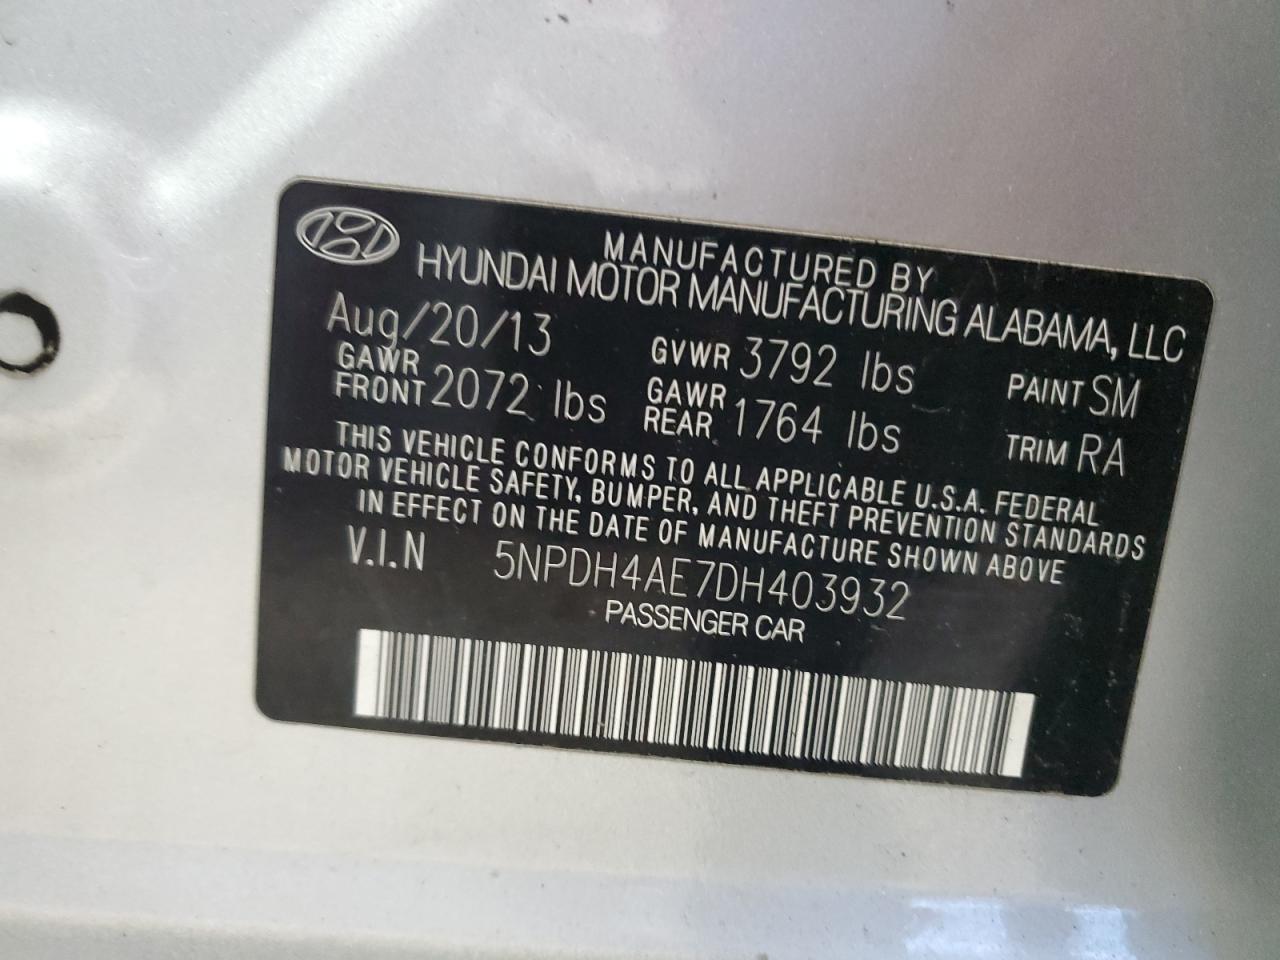 MANUFACTURED BY
HYUNDAI MOTOR MANUFACTURING ALABAMA, LLC
Aug/20/13 GVWR 3792 lbs PAINT SM
GAWR FRONT 2072 lbs GAWR REAR 1764 lbs TRIM RA
THIS VEHICLE CONFORMS TO ALL APPLICABLE U.S.A. FEDERAL
MOTOR VEHICLE SAFETY, BUMPER, AND THEFT PREVENTION STANDARDS
IN EFFECT ON THE DATE OF MANUFACTURE SHOWN ABOVE
V.I.N 5NPDH4AE7DH403932
PASSENGER CAR